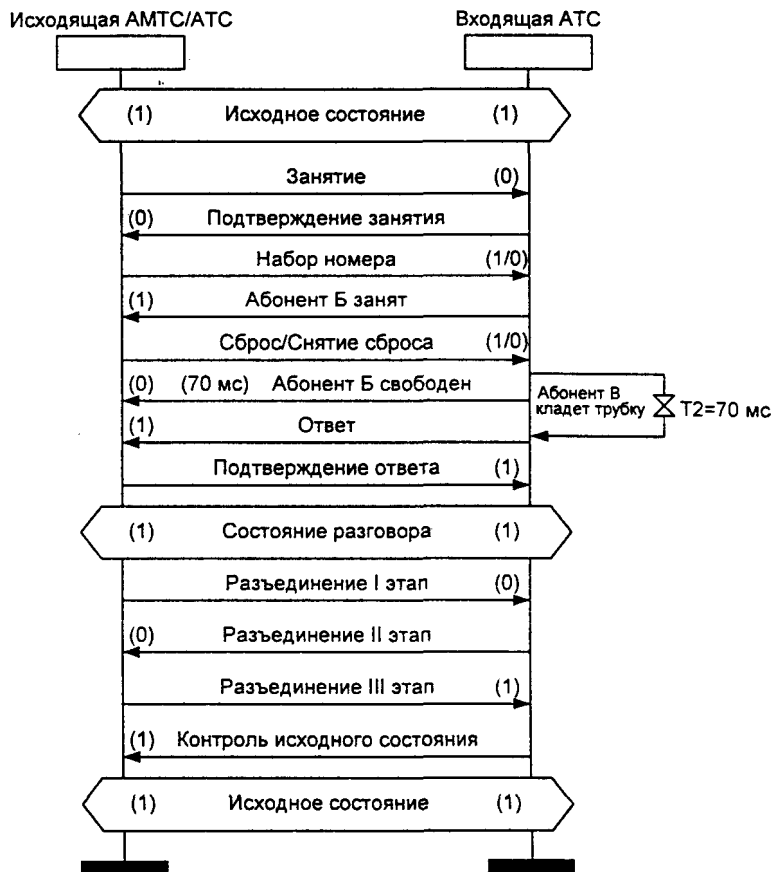 Исходящая АМТС/АТС Входящая АТС
(1) Исходное состояние (1)
Занятие (0)
(0) Подтверждение занятия
Набор номера (1/0)
(1) Абонент Б занят
Сброс/Снятие сброса (1/0)
(0) (70 мс) Абонент Б свободен
Абонент В
кладет трубку
T2=70 мс
(1) Ответ
Подтверждение ответа (1)
(1) Состояние разговора (1)
Разъединение I этап (0)
(0) Разъединение II этап
Разъединение III этап (1)
(1) Контроль исходного состояния
(1) Исходное состояние (1)